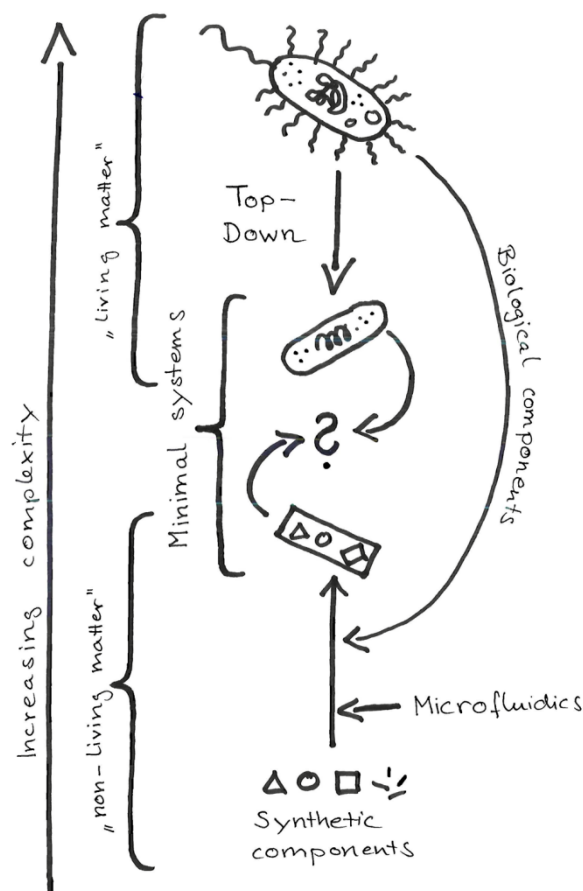 Increasing complexity
„living matter"
Minimal systems
„non-living matter"
Top-
Down
Biological components
?
Microfluidics
Synthetic
components